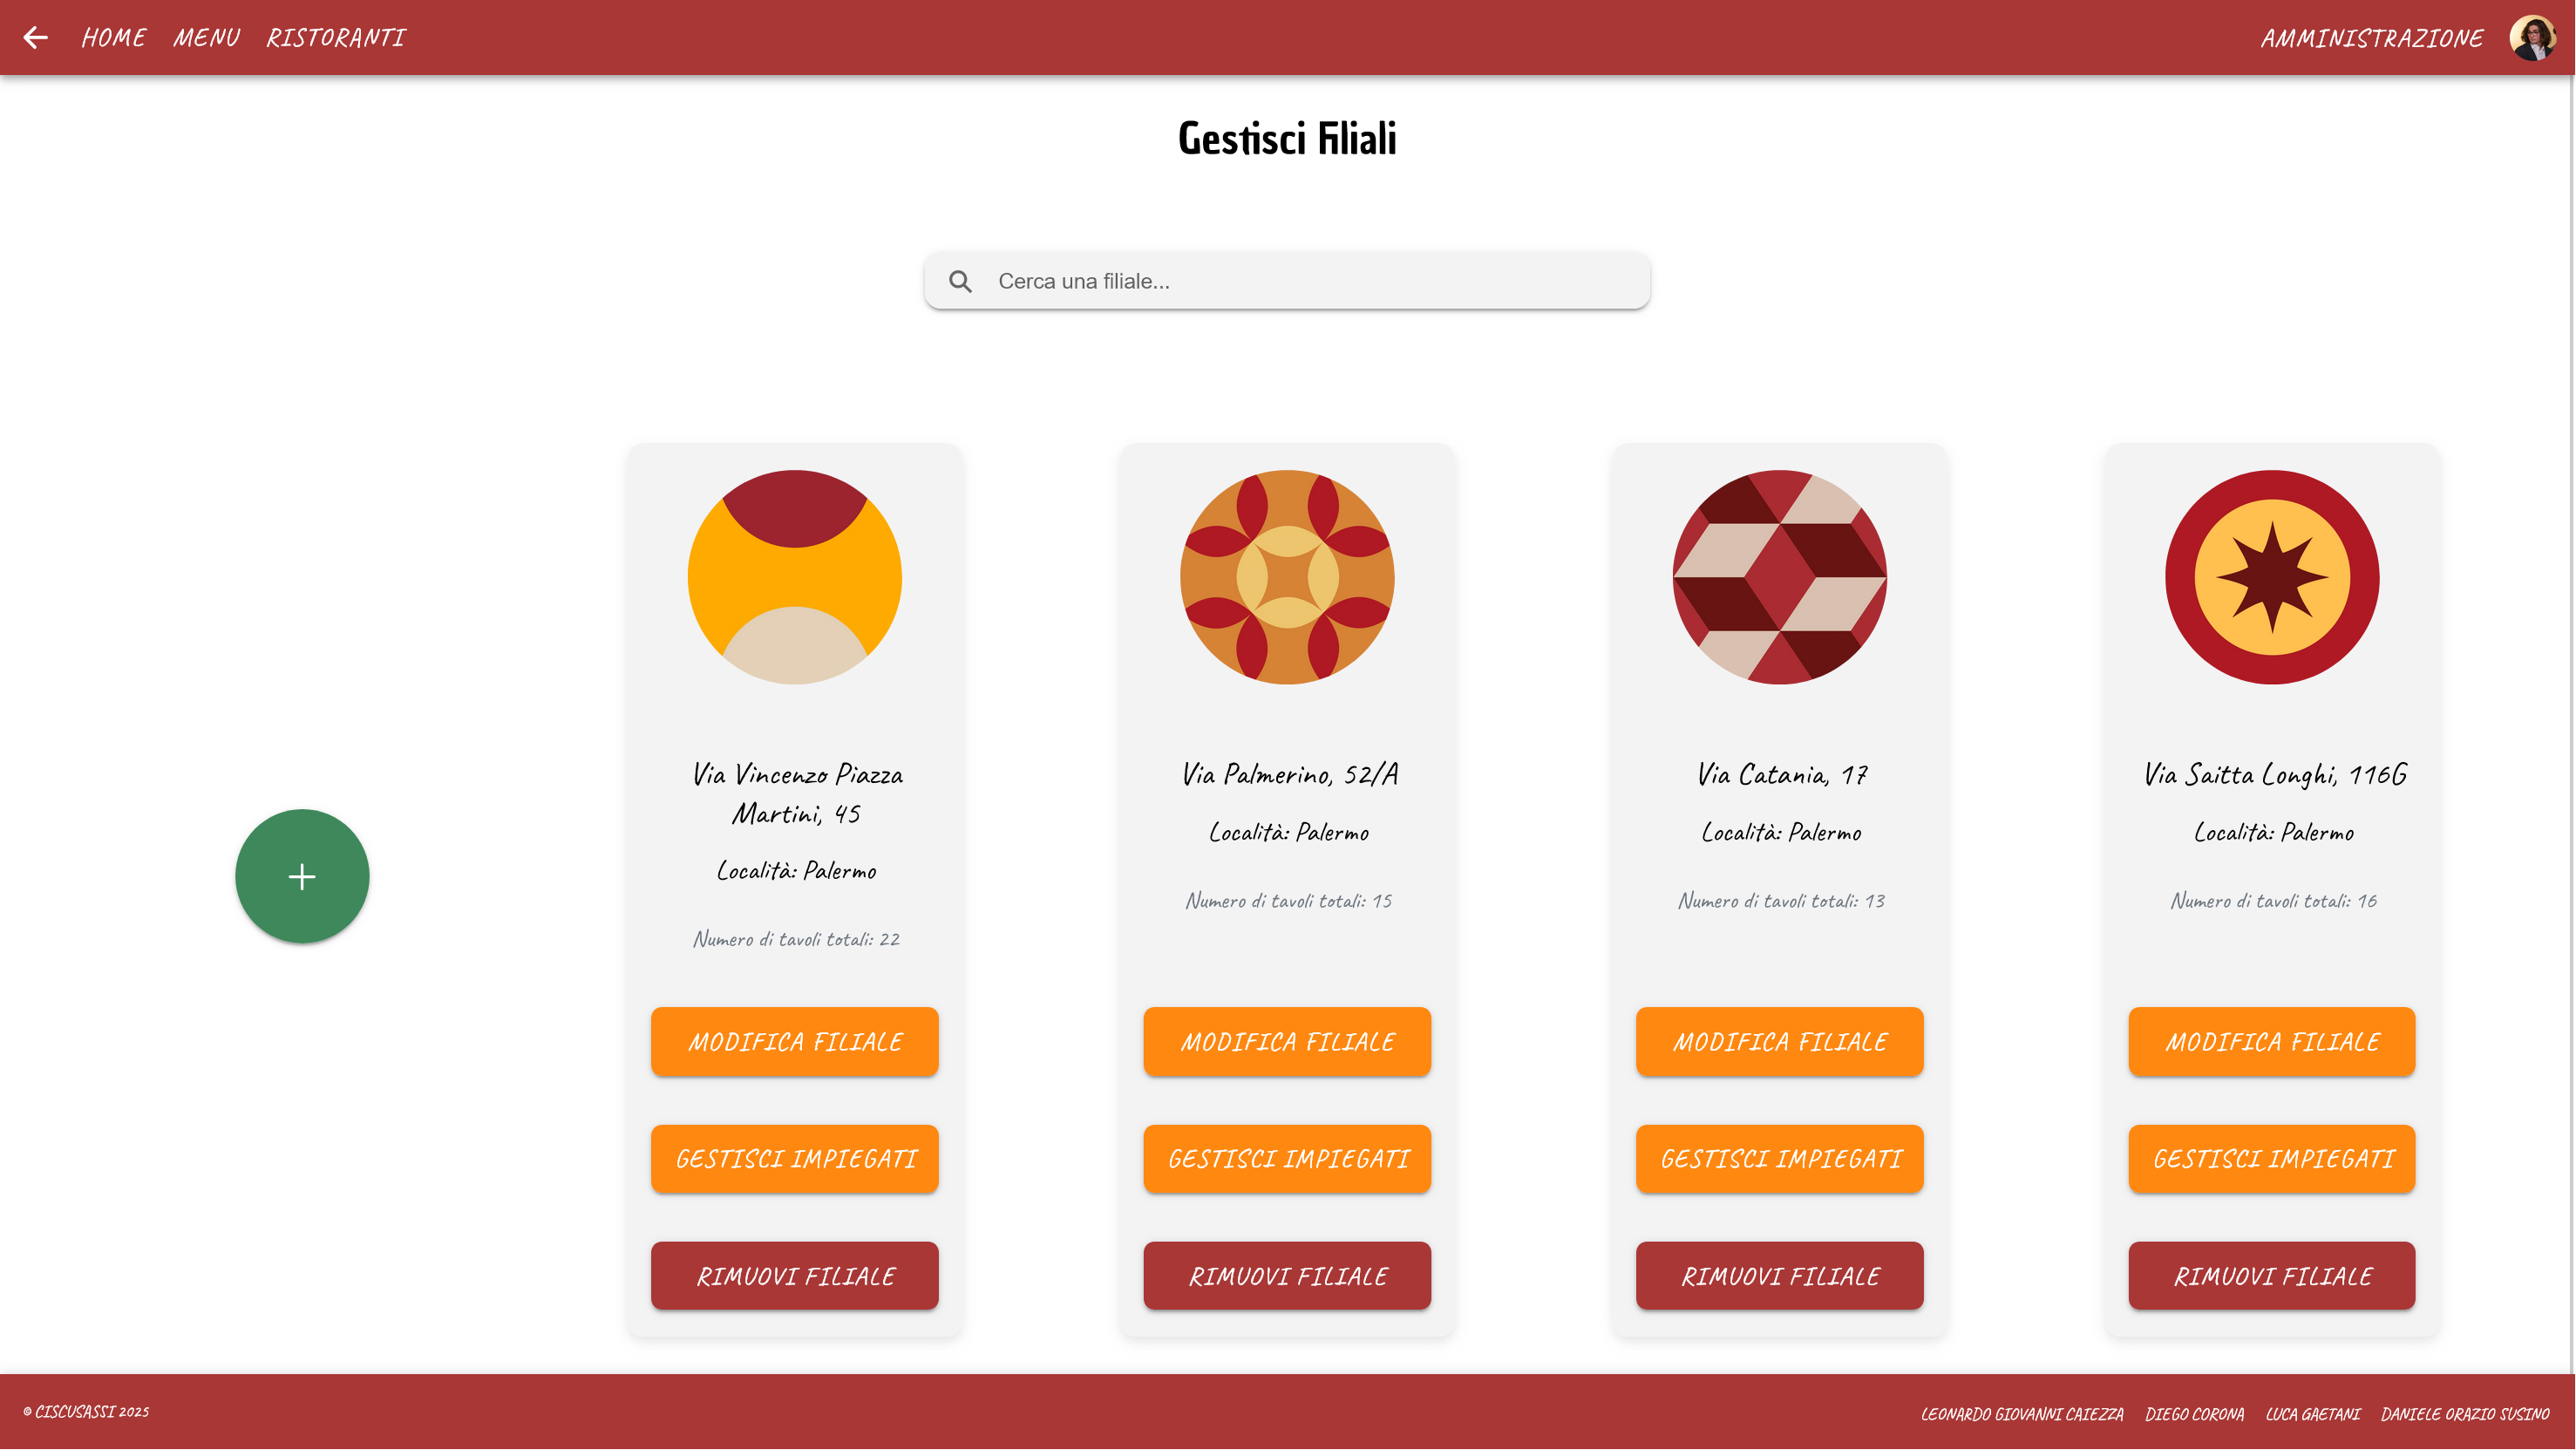 HOME MENU RISTORANTI AMMINISTRAZIONE
Gestisci Filiali
Cerca una filiale...
Via Vincenzo Piazza
Martini, 45
Località: Palermo
Numero di tavoli totali: 22
MODIFICA FILIALE
GESTISCI IMPIEGATI
RIMUOVI FILIALE
Via Palmerino, 52/A
Località: Palermo
Numero di tavoli totali: 15
MODIFICA FILIALE
GESTISCI IMPIEGATI
RIMUOVI FILIALE
Via Catania, 17
Località: Palermo
Numero di tavoli totali: 13
MODIFICA FILIALE
GESTISCI IMPIEGATI
RIMUOVI FILIALE
Via Saitta Longhi, 116G
Località: Palermo
Numero di tavoli totali: 16
MODIFICA FILIALE
GESTISCI IMPIEGATI
RIMUOVI FILIALE
© CISCUSASSI 2025
LEONARDO GIOVANNI CAIEZZA DIEGO CORONA LUCA GAETANI DANIELE ORAZIO SUSINO